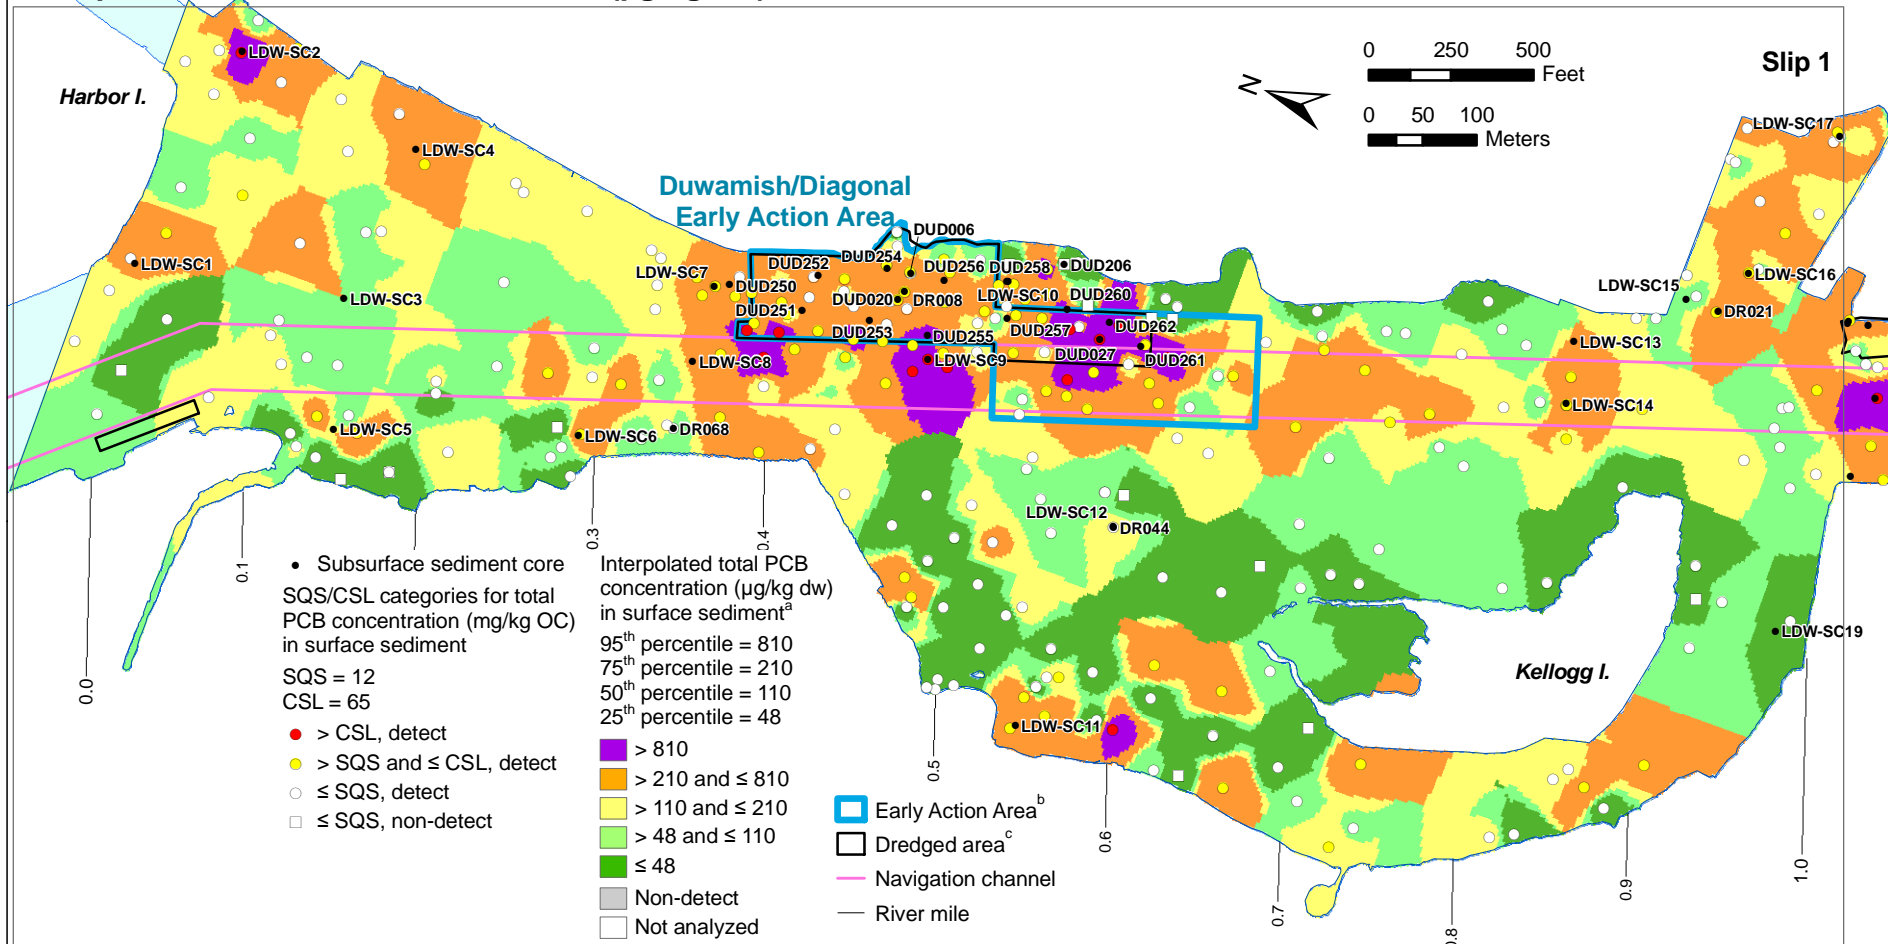 Harbor I.
LDW-SC2
LDW-SC4
LDW-SC1
LDW-SC3
Duwamish/Diagonal
Early Action Area
0 250 500
Feet
0 50 100
Meters
N
Slip 1
LDW-SC17
LDW-SC16
LDW-SC15
DR021
LDW-SC13
LDW-SC14
DUD006
DUD254
DUD252
DUD256
DUD258
DUD206
LDW-SC7
DUD250
DUD020
DR008
LDW-SC10
DUD260
DUD251
DUD253
DUD255
DUD257
DUD262
LDW-SC8
LDW-SC9
DUD027
DUD261
LDW-SC5
LDW-SC6
DR068
LDW-SC12
DR044
LDW-SC11
LDW-SC19
Kellogg I.
0.0
0.1
0.3
0.4
0.5
0.6
0.7
0.8
0.9
1.0
Subsurface sediment core
SQS/CSL categories for total
PCB concentration (mg/kg OC)
in surface sediment
SQS = 12
CSL = 65
> CSL, detect
> SQS and ≤ CSL, detect
≤ SQS, detect
≤ SQS, non-detect
Interpolated total PCB
concentration (µg/kg dw)
in surface sediment^a
95th percentile = 810
75th percentile = 210
50th percentile = 110
25th percentile = 48
> 810
> 210 and ≤ 810
> 110 and ≤ 210
> 48 and ≤ 110
≤ 48
Non-detect
Not analyzed
Early Action Area^b
Dredged area^c
Navigation channel
River mile